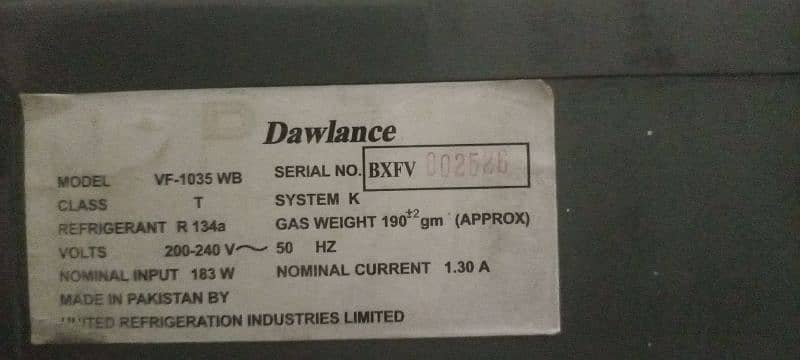 Dawlance
MODEL VF-1035 WB SERIAL NO. BXFV
CLASS T SYSTEM K
REFRIGERANT R 134a GAS WEIGHT 190±2gm (APPROX)
VOLTS 200-240 V~ 50 HZ
NOMINAL INPUT 183 W NOMINAL CURRENT 1.30 A
MADE IN PAKISTAN BY
REFRIGERATION INDUSTRIES LIMITED